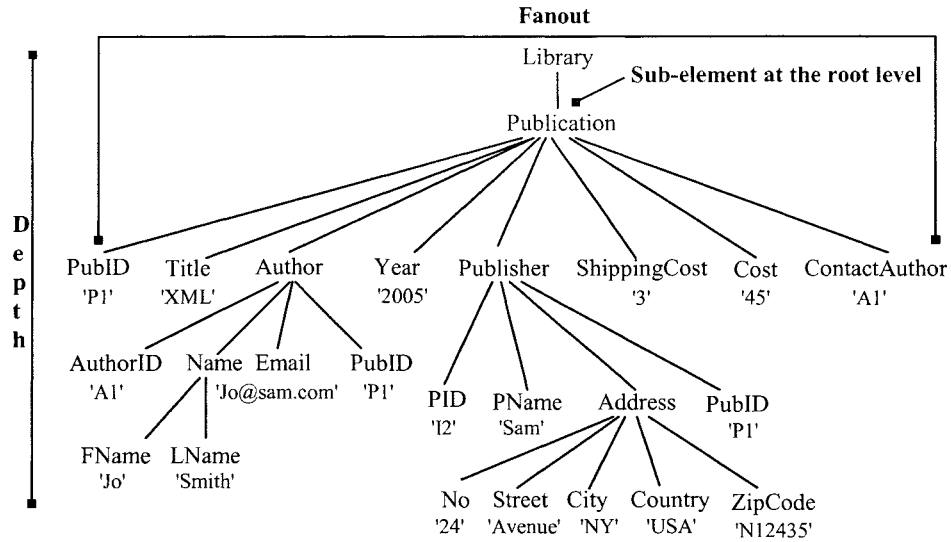 Fanout
Library
Sub-element at the root level
Publication
Depth
PubID Title Author Year Publisher ShippingCost Cost ContactAuthor
'P1' 'XML' '2005' '3' '45' 'A1'
AuthorID Name Email PubID
'A1' 'Jo@sam.com' 'P1'
PID PName Address PubID
'I2' 'Sam' 'P1'
FName LName
'Jo' 'Smith'
No Street City Country ZipCode
'24' 'Avenue' 'NY' 'USA' 'N12435'